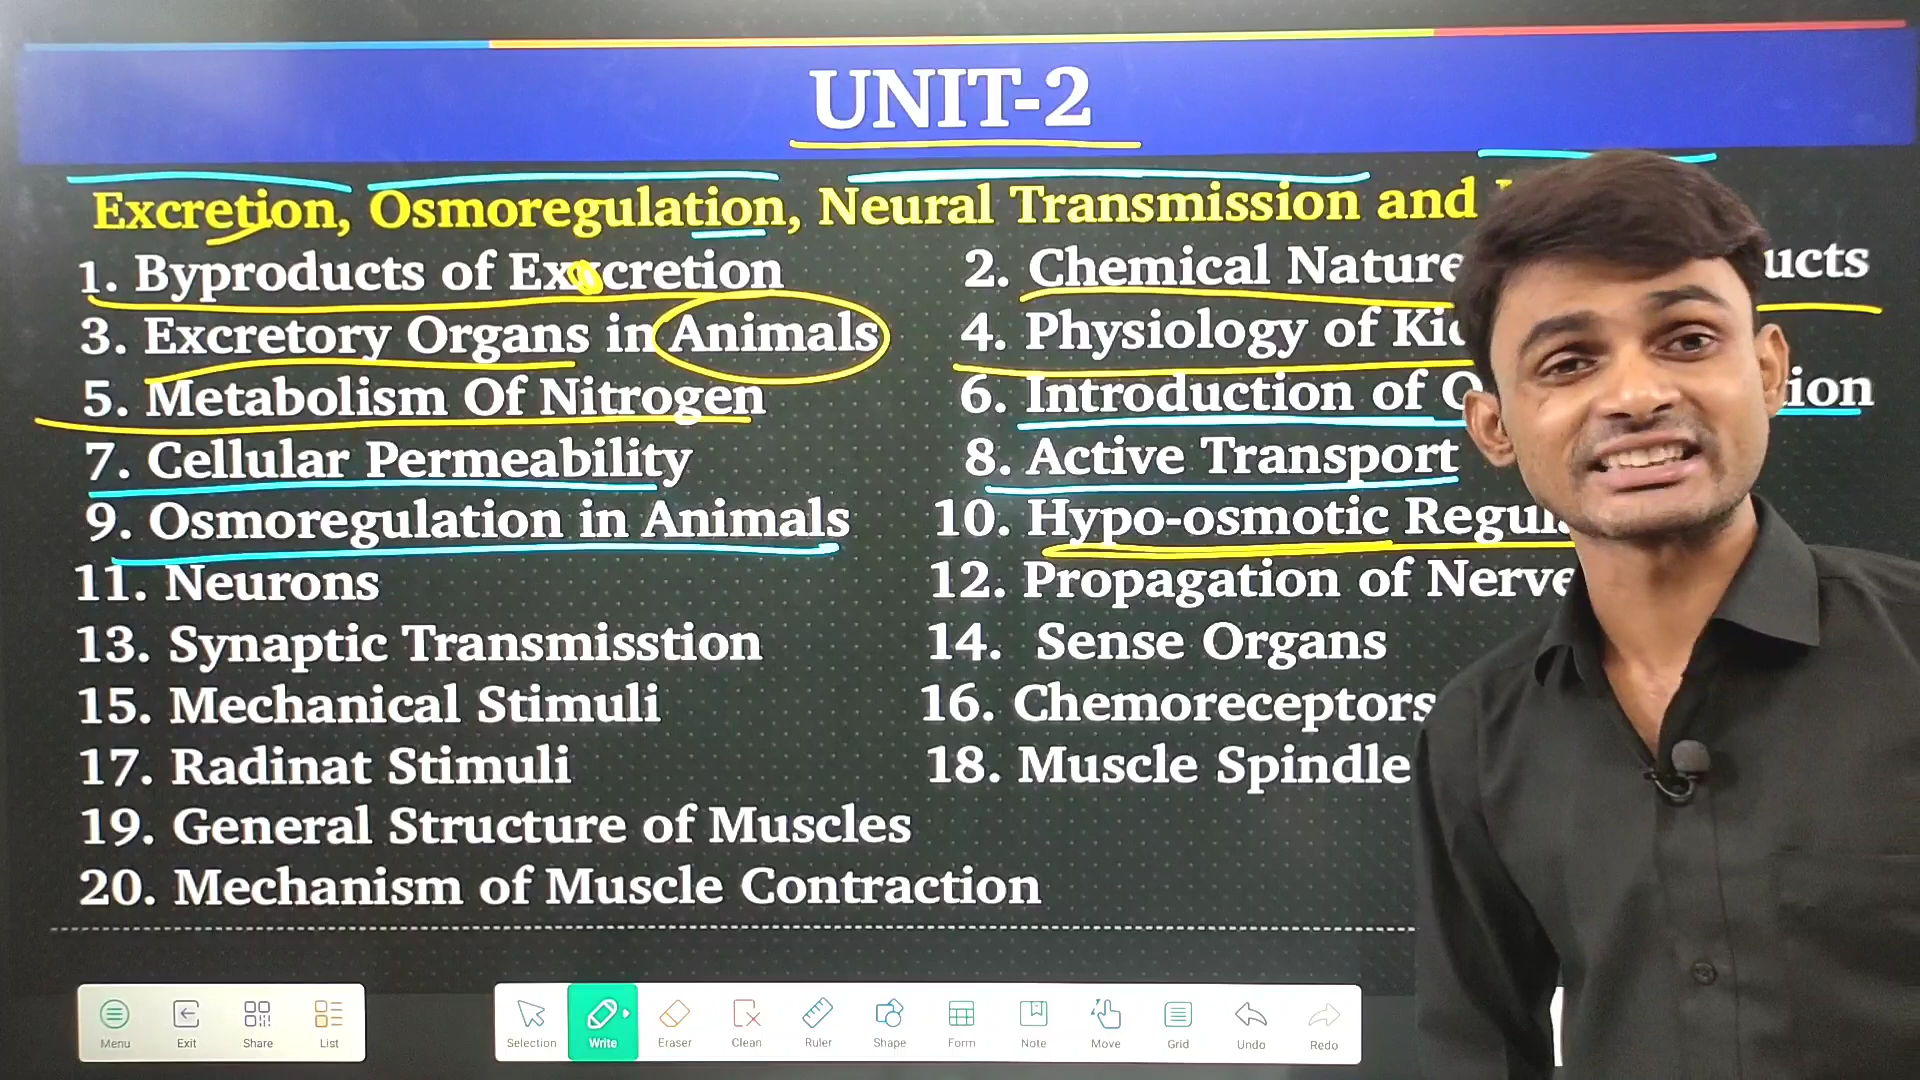 UNIT-2
Excretion, Osmoregulation, Neural Transmission and
1. Byproducts of Exxcretion
2. Chemical Nature ucts
3. Excretory Organs in Animals
4. Physiology of Ki
5. Metabolism Of Nitrogen
6. Introduction of O ion
7. Cellular Permeability
8. Active Transport
9. Osmoregulation in Animals
10. Hypo-osmotic Regul
11. Neurons
12. Propagation of Nerve
13. Synaptic Transmisstion
14. Sense Organs
15. Mechanical Stimuli
16. Chemoreceptors
17. Radinat Stimuli
18. Muscle Spindle
19. General Structure of Muscles
20. Mechanism of Muscle Contraction
Menu Exit Share List Selection Write Eraser Clean Ruler Shape Form Note Move Grid Undo Redo